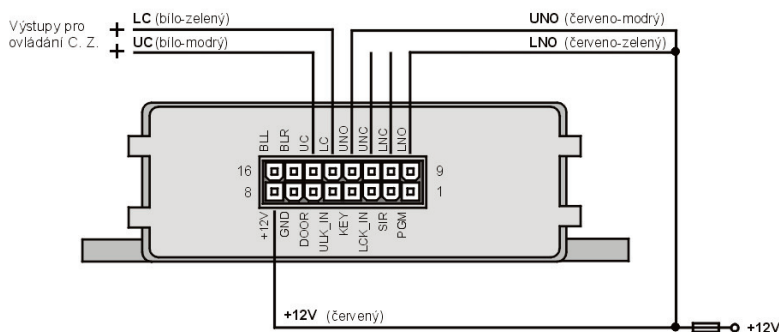 Výstupy pro
ovládání C. Z.
+ LC (bílo-zelený)
+ UC (bílo-modrý)
UNO (červeno-modrý)
LNO (červeno-zelený)
BLL
BLR
UC
LC
UNO
UNC
LNC
LNO
16
9
8
1
+12V
GND
DOOR
ULK_IN
KEY
LCK_IN
SIR
PGM
+12V (červený)
+12V